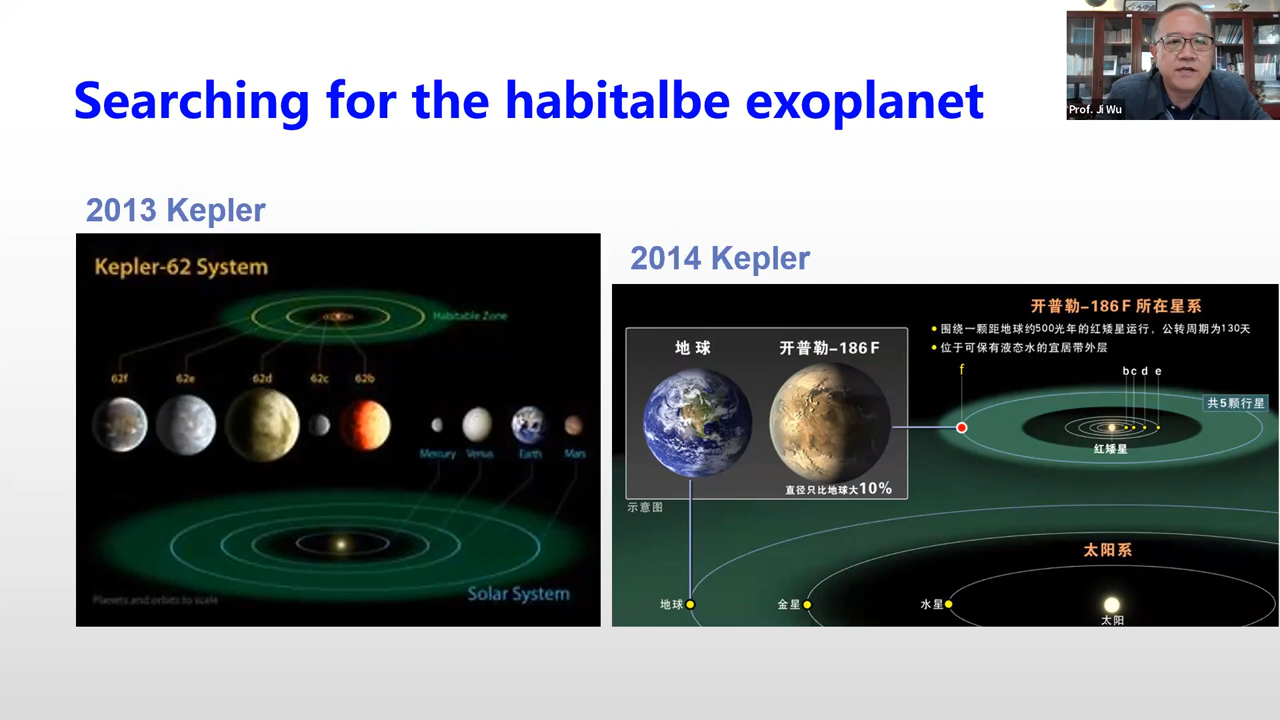 Searching for the habitalbe exoplanet
Prof. Ji Wu
2013 Kepler
Kepler-62 System
Habitable Zone
62f 62e 62d 62c 62b
Mercury Venus Earth Mars
Solar System
Planets and orbits to scale
2014 Kepler
开普勒-186F所在星系
围绕一颗距地球约500光年的红矮星运行，公转周期为130天
位于可保有液态水的宜居带外层
地球 开普勒-186F
f b c d e
共5颗行星
红矮星
直径只比地球大10%
示意图
太阳系
地球 金星 水星
太阳